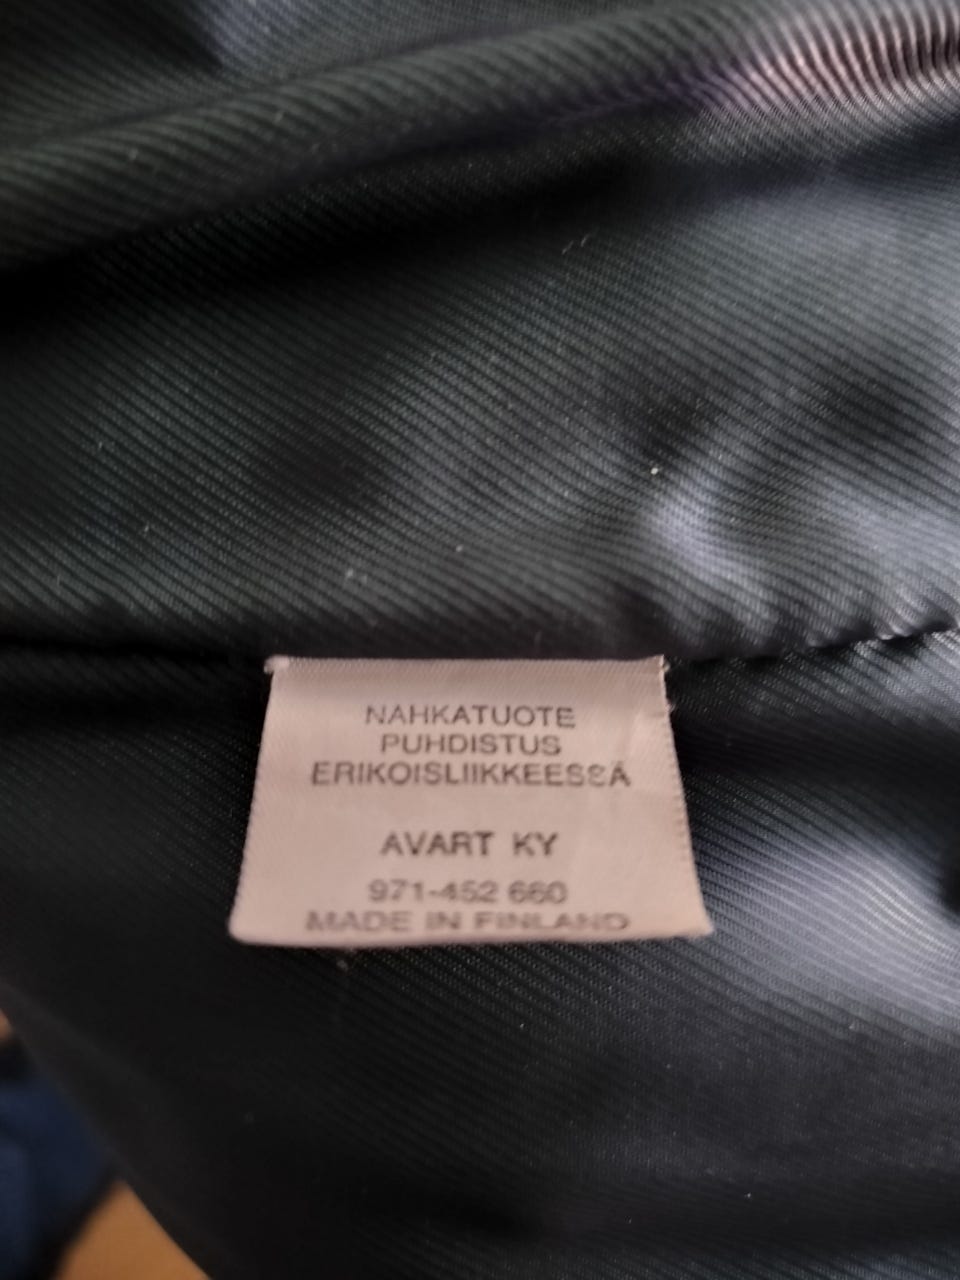 NAHKATUOTE
PUHDISTUS
ERIKOISLIIKKEESSÄ
AVART KY
971-452 660
MADE IN FINLAND